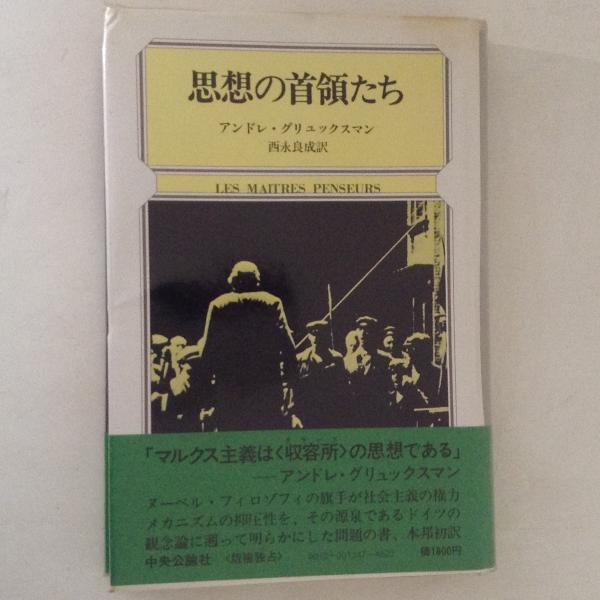 思想の首領たち
アンドレ・グリュックスマン
西永良成訳
LES MAITRES PENSEURS
「マルクス主義は〈収容所〉の思想である」
――アンドレ・グリュックスマン
ヌーベル・フィロゾフィの旗手が社会主義の権力
メカニズムの抑圧性を、その源泉であるドイツの
観念論に遡って明らかにした問題の書、本邦初訳
中央公論社 〈版権独占〉 価1800円